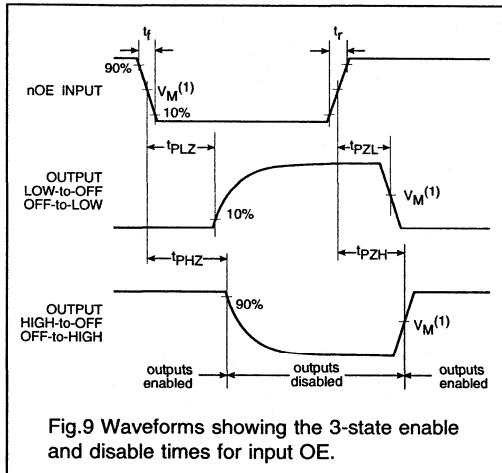 tf
tr
90%
nOE INPUT
VM(1)
10%
tPLZ
tPZL
OUTPUT
LOW-to-OFF
OFF-to-LOW
VM(1)
10%
tPHZ
tPZH
90%
OUTPUT
HIGH-to-OFF
OFF-to-HIGH
VM(1)
outputs
enabled
outputs
disabled
outputs
enabled
Fig.9 Waveforms showing the 3-state enable
and disable times for input OE.